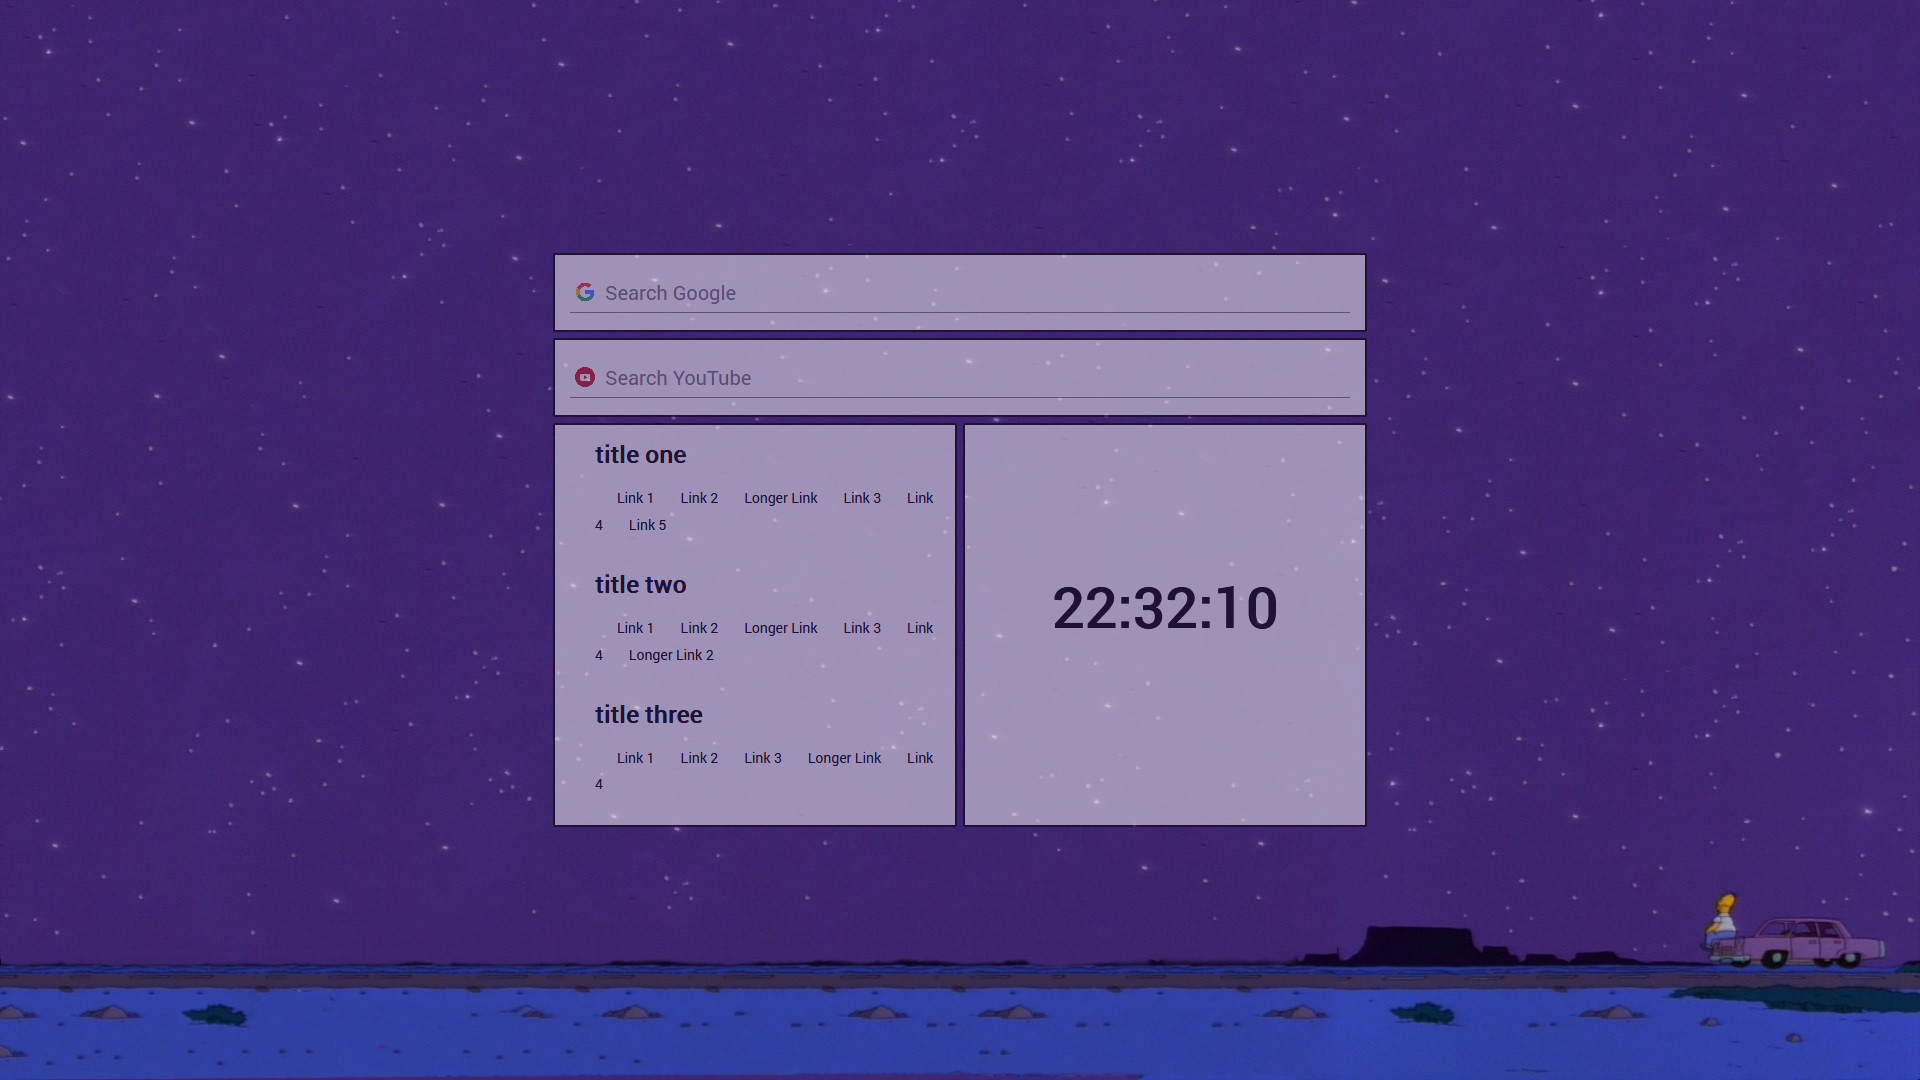 Search Google
Search YouTube
title one
Link 1 Link 2 Longer Link Link 3 Link
4 Link 5
title two
Link 1 Link 2 Longer Link Link 3 Link
4 Longer Link 2
title three
Link 1 Link 2 Link 3 Longer Link Link
4
22:32:10